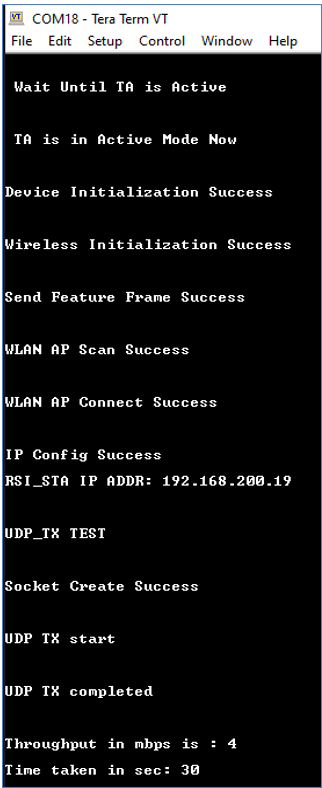 COM18 - Tera Term VT
File Edit Setup Control Window Help
Wait Until TA is Active
TA is in Active Mode Now
Device Initialization Success
Wireless Initialization Success
Send Feature Frame Success
WLAN AP Scan Success
WLAN AP Connect Success
IP Config Success
RSI_STA IP ADDR: 192.168.200.19
UDP_TX TEST
Socket Create Success
UDP TX start
UDP TX completed
Throughput in mbps is : 4
Time taken in sec: 30